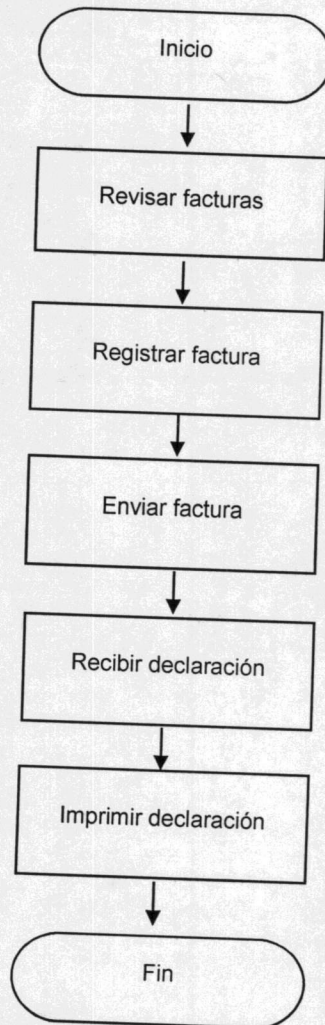 Inicio
Revisar facturas
Registrar factura
Enviar factura
Recibir declaración
Imprimir declaración
Fin